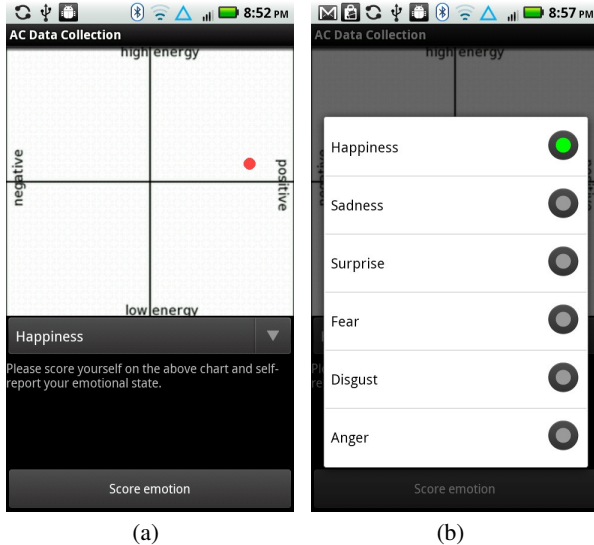 8:52 PM
AC Data Collection
high energy
negative
positive
low energy
Happiness
Please score yourself on the above chart and self-
report your emotional state.
Score emotion
(a)
8:57 PM
AC Data Collection
high energy
Happiness
Sadness
Surprise
Fear
Disgust
Anger
Score emotion
(b)